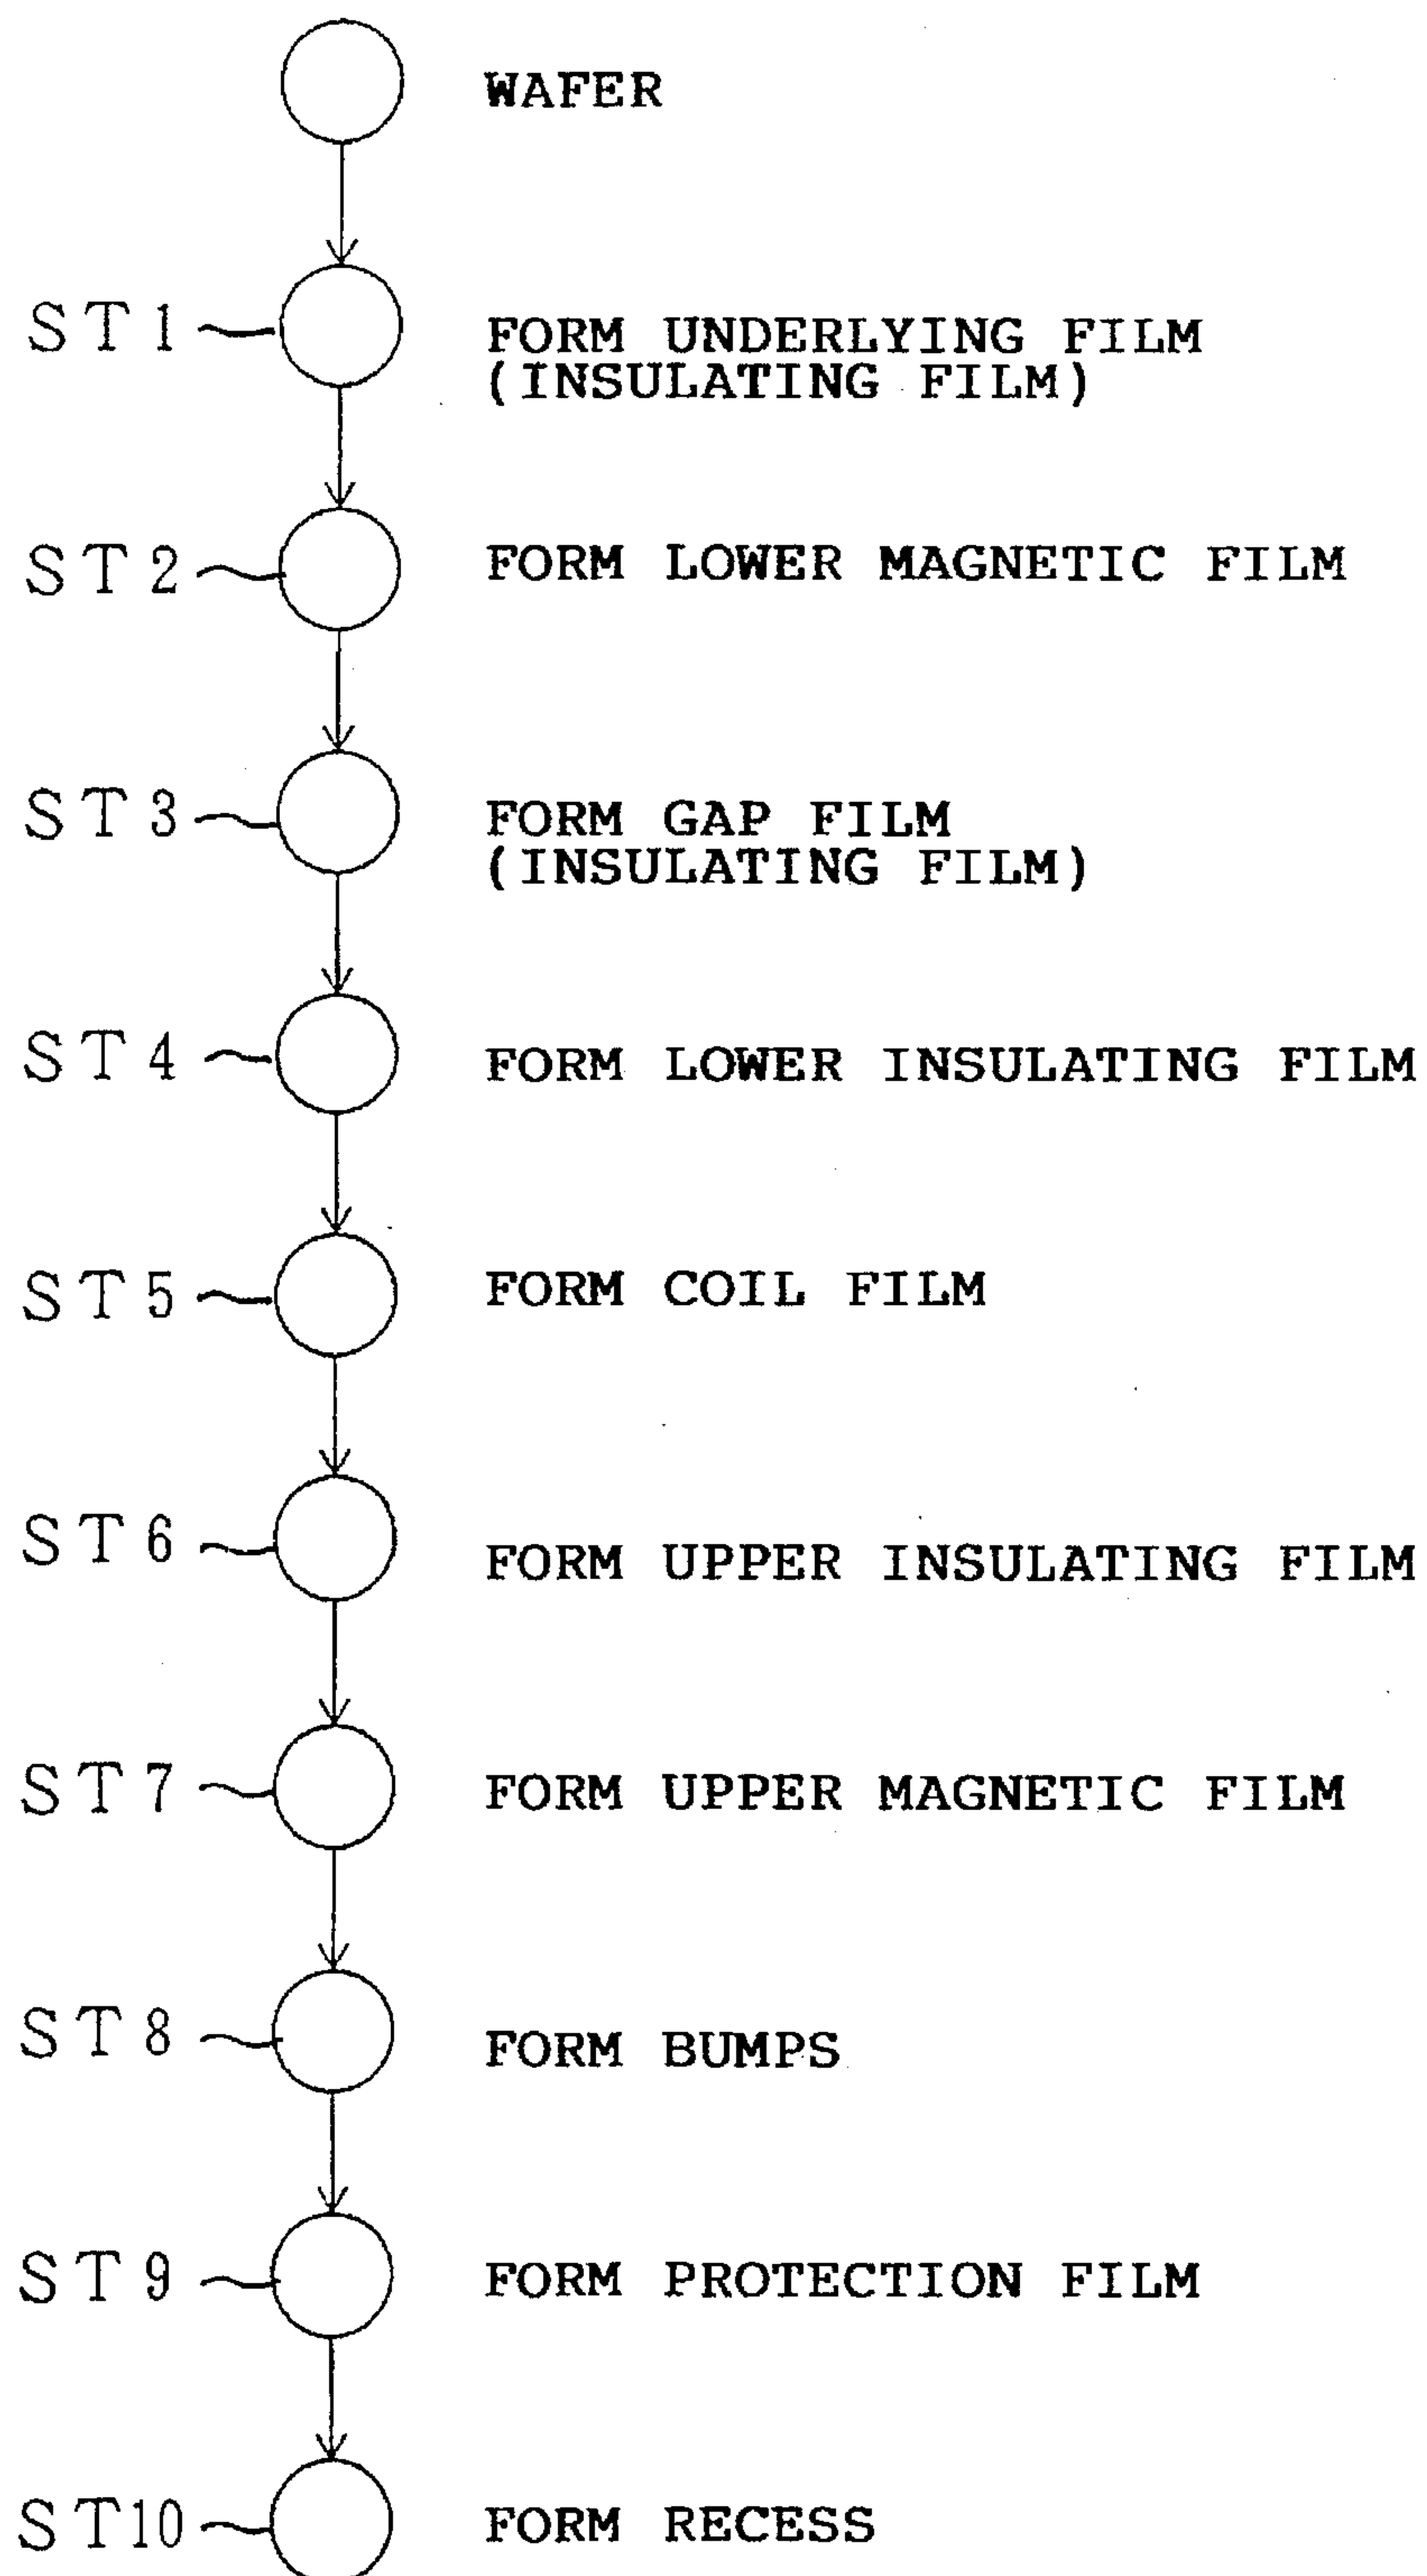 WAFER
ST1 FORM UNDERLYING FILM
(INSULATING FILM)
ST2 FORM LOWER MAGNETIC FILM
ST3 FORM GAP FILM
(INSULATING FILM)
ST4 FORM LOWER INSULATING FILM
ST5 FORM COIL FILM
ST6 FORM UPPER INSULATING FILM
ST7 FORM UPPER MAGNETIC FILM
ST8 FORM BUMPS
ST9 FORM PROTECTION FILM
ST10 FORM RECESS